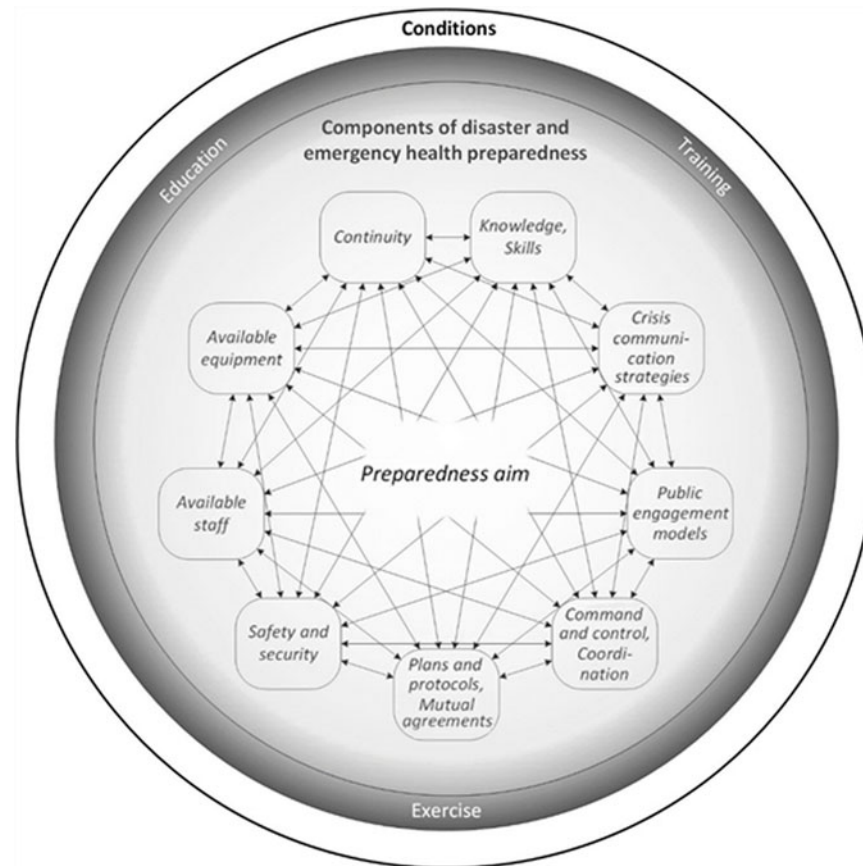 Conditions
Education
Training
Components of disaster and
emergency health preparedness
Continuity
Knowledge,
Skills
Available
equipment
Crisis
communi-
cation
strategies
Preparedness aim
Available
staff
Public
engagement
models
Safety and
security
Plans and
protocols,
Mutual
agreements
Command
and control,
Coordi-
nation
Exercise